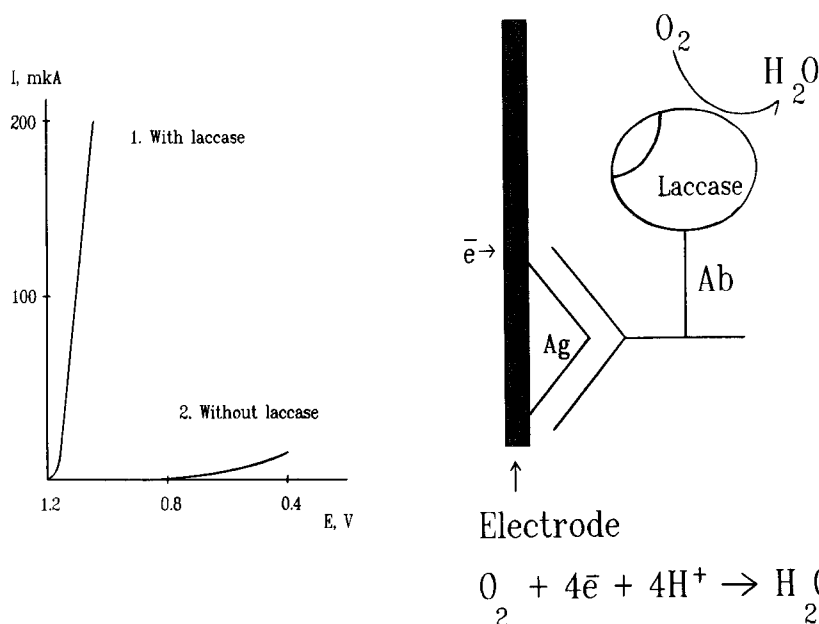 I, mkA
200
1. With laccase
100
2. Without laccase
1.2
0.8
0.4
E, V
O₂
H₂O
Laccase
e̅→
Ab
Ag
↑
Electrode
O₂ + 4e̅ + 4H⁺ → H₂O